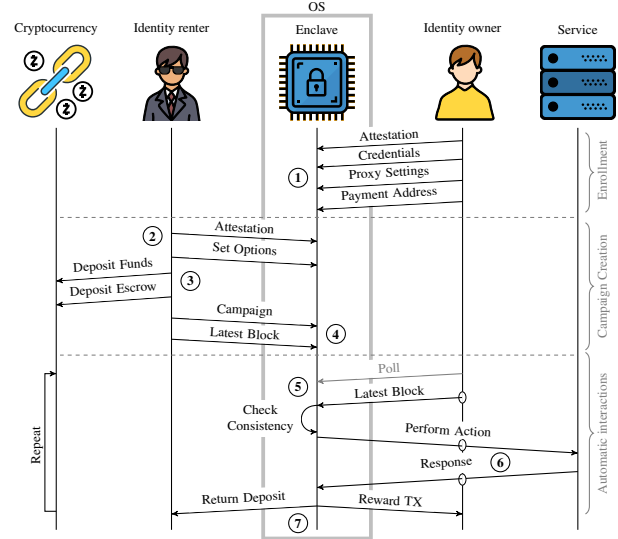 OS
Cryptocurrency
Identity renter
Enclave
Identity owner
Service
Attestation
Credentials
1
Proxy Settings
Payment Address
Enrollment
2
Attestation
Set Options
Deposit Funds
3
Deposit Escrow
Campaign
4
Latest Block
Campaign Creation
Poll
5
Latest Block
Check
Consistency
Perform Action
Response
6
Repeat
Return Deposit
Reward TX
7
Automatic interactions